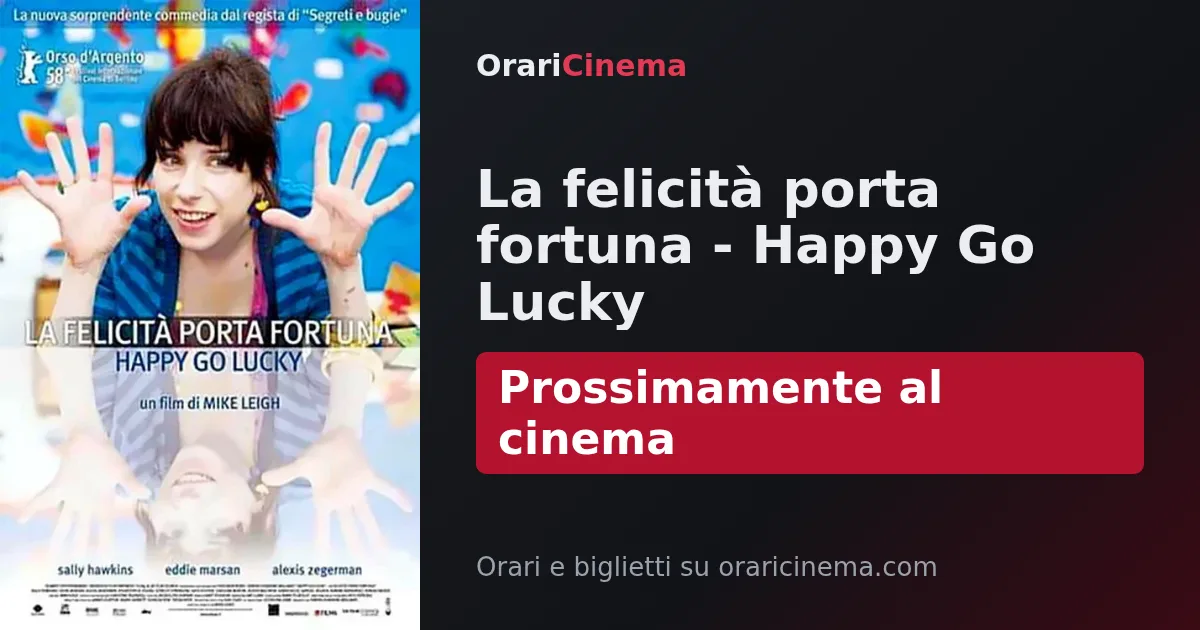 La nuova sorprendente commedia dal regista di "Segreti e bugie"
Orso d'Argento
58°
LA FELICITÀ PORTA FORTUNA
HAPPY GO LUCKY
un film di MIKE LEIGH
sally hawkins eddie marsan alexis zegerman
OrariCinema
La felicità porta
fortuna - Happy Go
Lucky
Prossimamente al
cinema
Orari e biglietti su oraricinema.com